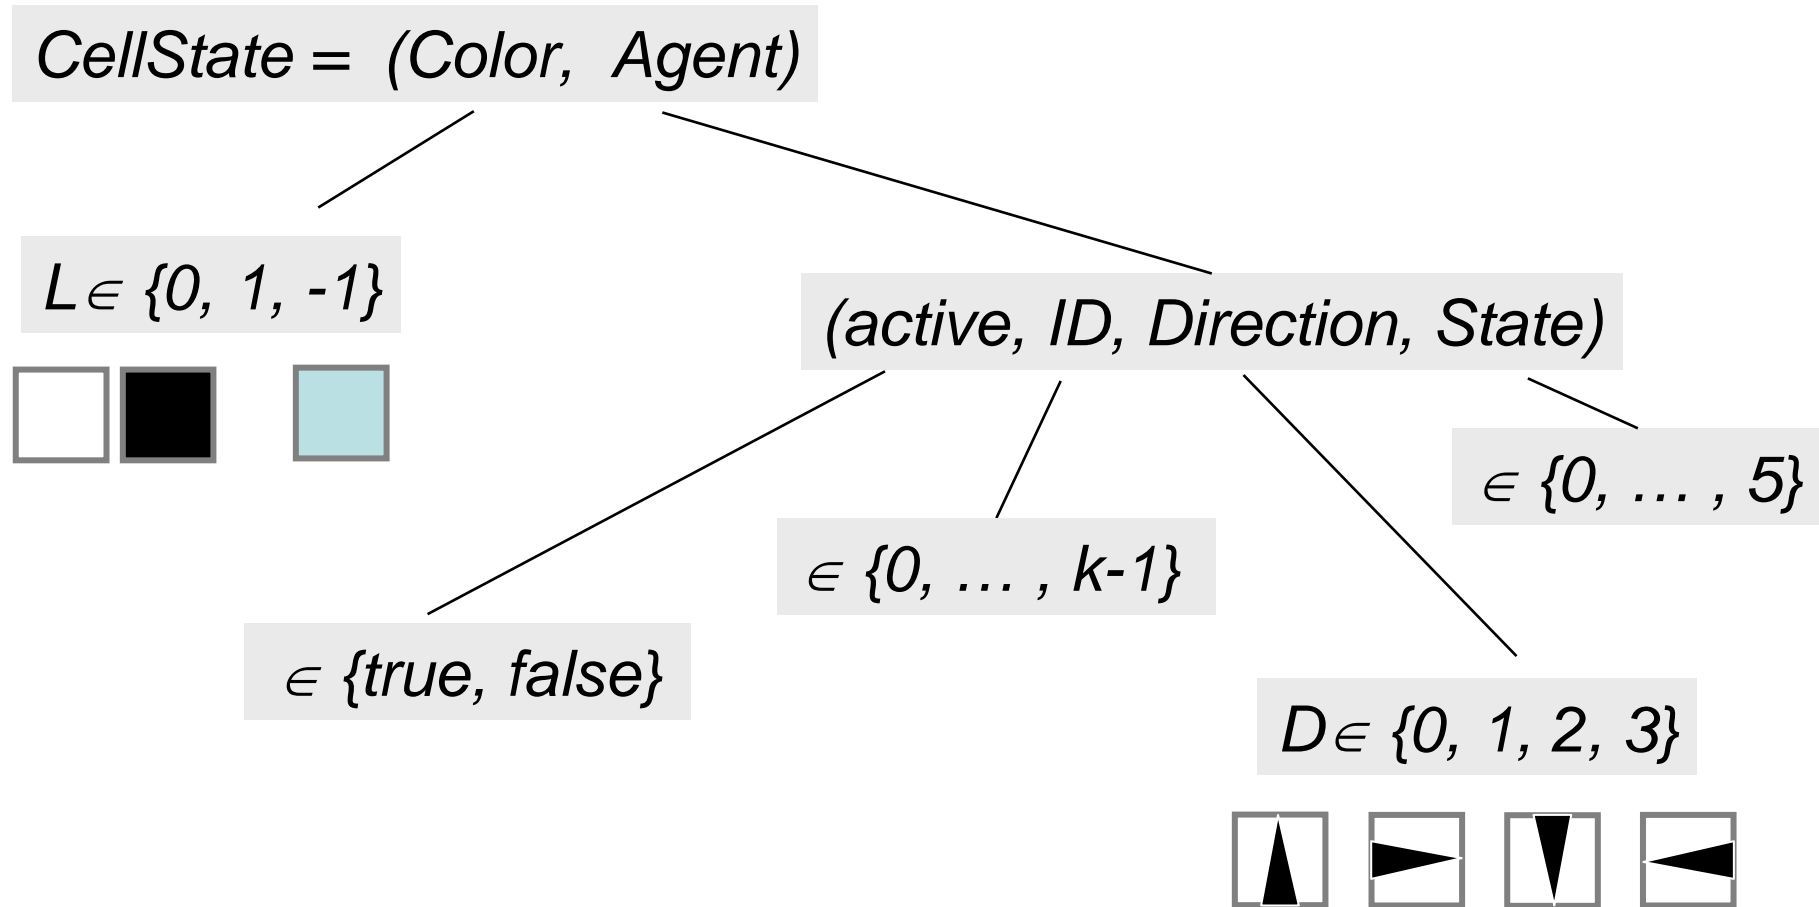 CellState = (Color, Agent)
L∈ {0, 1, -1}
(active, ID, Direction, State)
∈ {0, … , 5}
∈ {0, … , k-1}
∈ {true, false}
D∈ {0, 1, 2, 3}